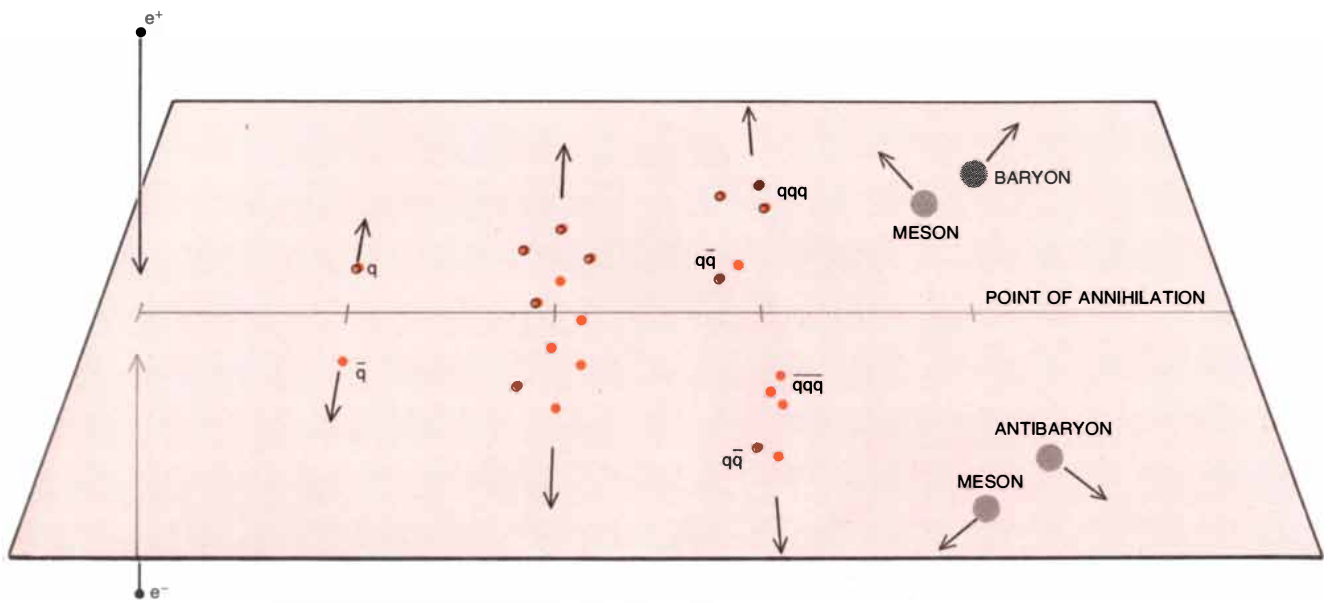 e⁺
q
q̅
qqq
qq̅
q̅q̅q̅
qq̅
MESON
BARYON
POINT OF ANNIHILATION
ANTIBARYON
MESON
e⁻